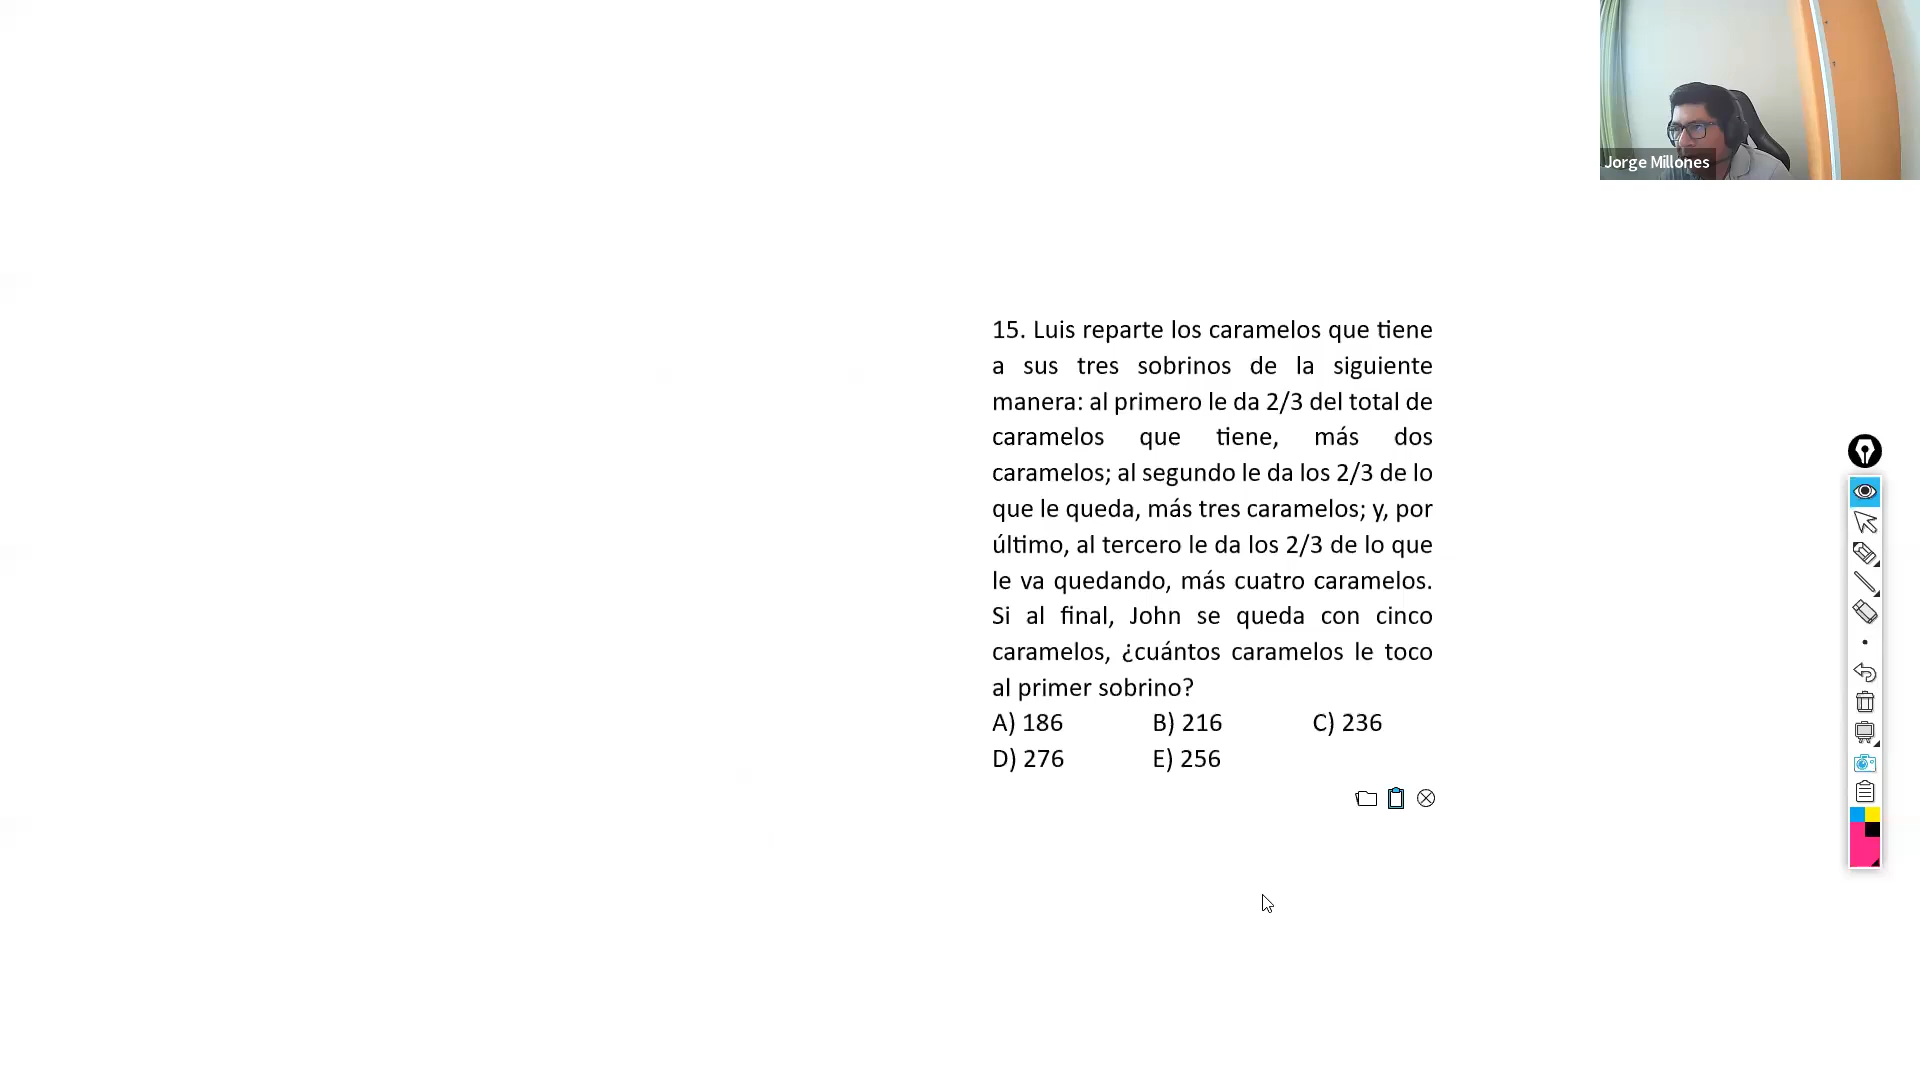 Jorge Millones
15. Luis reparte los caramelos que tiene
a sus tres sobrinos de la siguiente
manera: al primero le da 2/3 del total de
caramelos que tiene, más dos
caramelos; al segundo le da los 2/3 de lo
que le queda, más tres caramelos; y, por
último, al tercero le da los 2/3 de lo que
le va quedando, más cuatro caramelos.
Si al final, John se queda con cinco
caramelos, ¿cuántos caramelos le toco
al primer sobrino?
A) 186 B) 216 C) 236
D) 276 E) 256